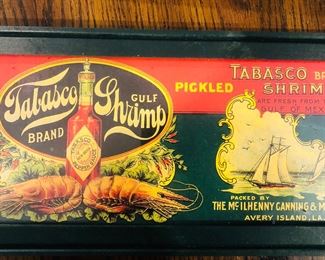 Tabasco
BRAND
GULF
Shrimp
PICKLED
TABASCO BR
SHRIM
ARE FRESH FROM
GULF OF MEX
PACKED BY
THE McILHENNY CANNING & M
AVERY ISLAND, LA.